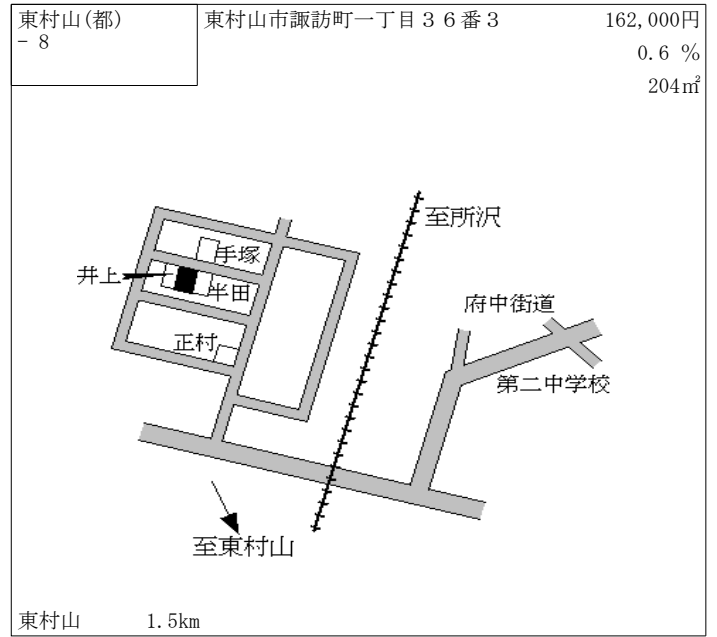 東村山(都)
- 8
東村山市諏訪町一丁目３６番３
162,000円
0.6 %
204㎡
至所沢
手塚
井上
半田
府中街道
正村
第二中学校
至東村山
東村山 1.5km